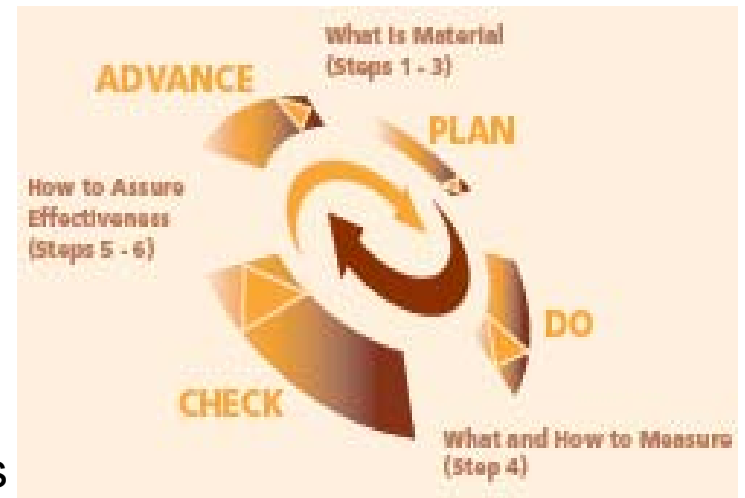 What Is Material
(Steps 1 - 3)
ADVANCE
PLAN
How to Assure
Effectiveness
(Steps 5 - 6)
DO
CHECK
What and How to Measure
(Step 4)
s